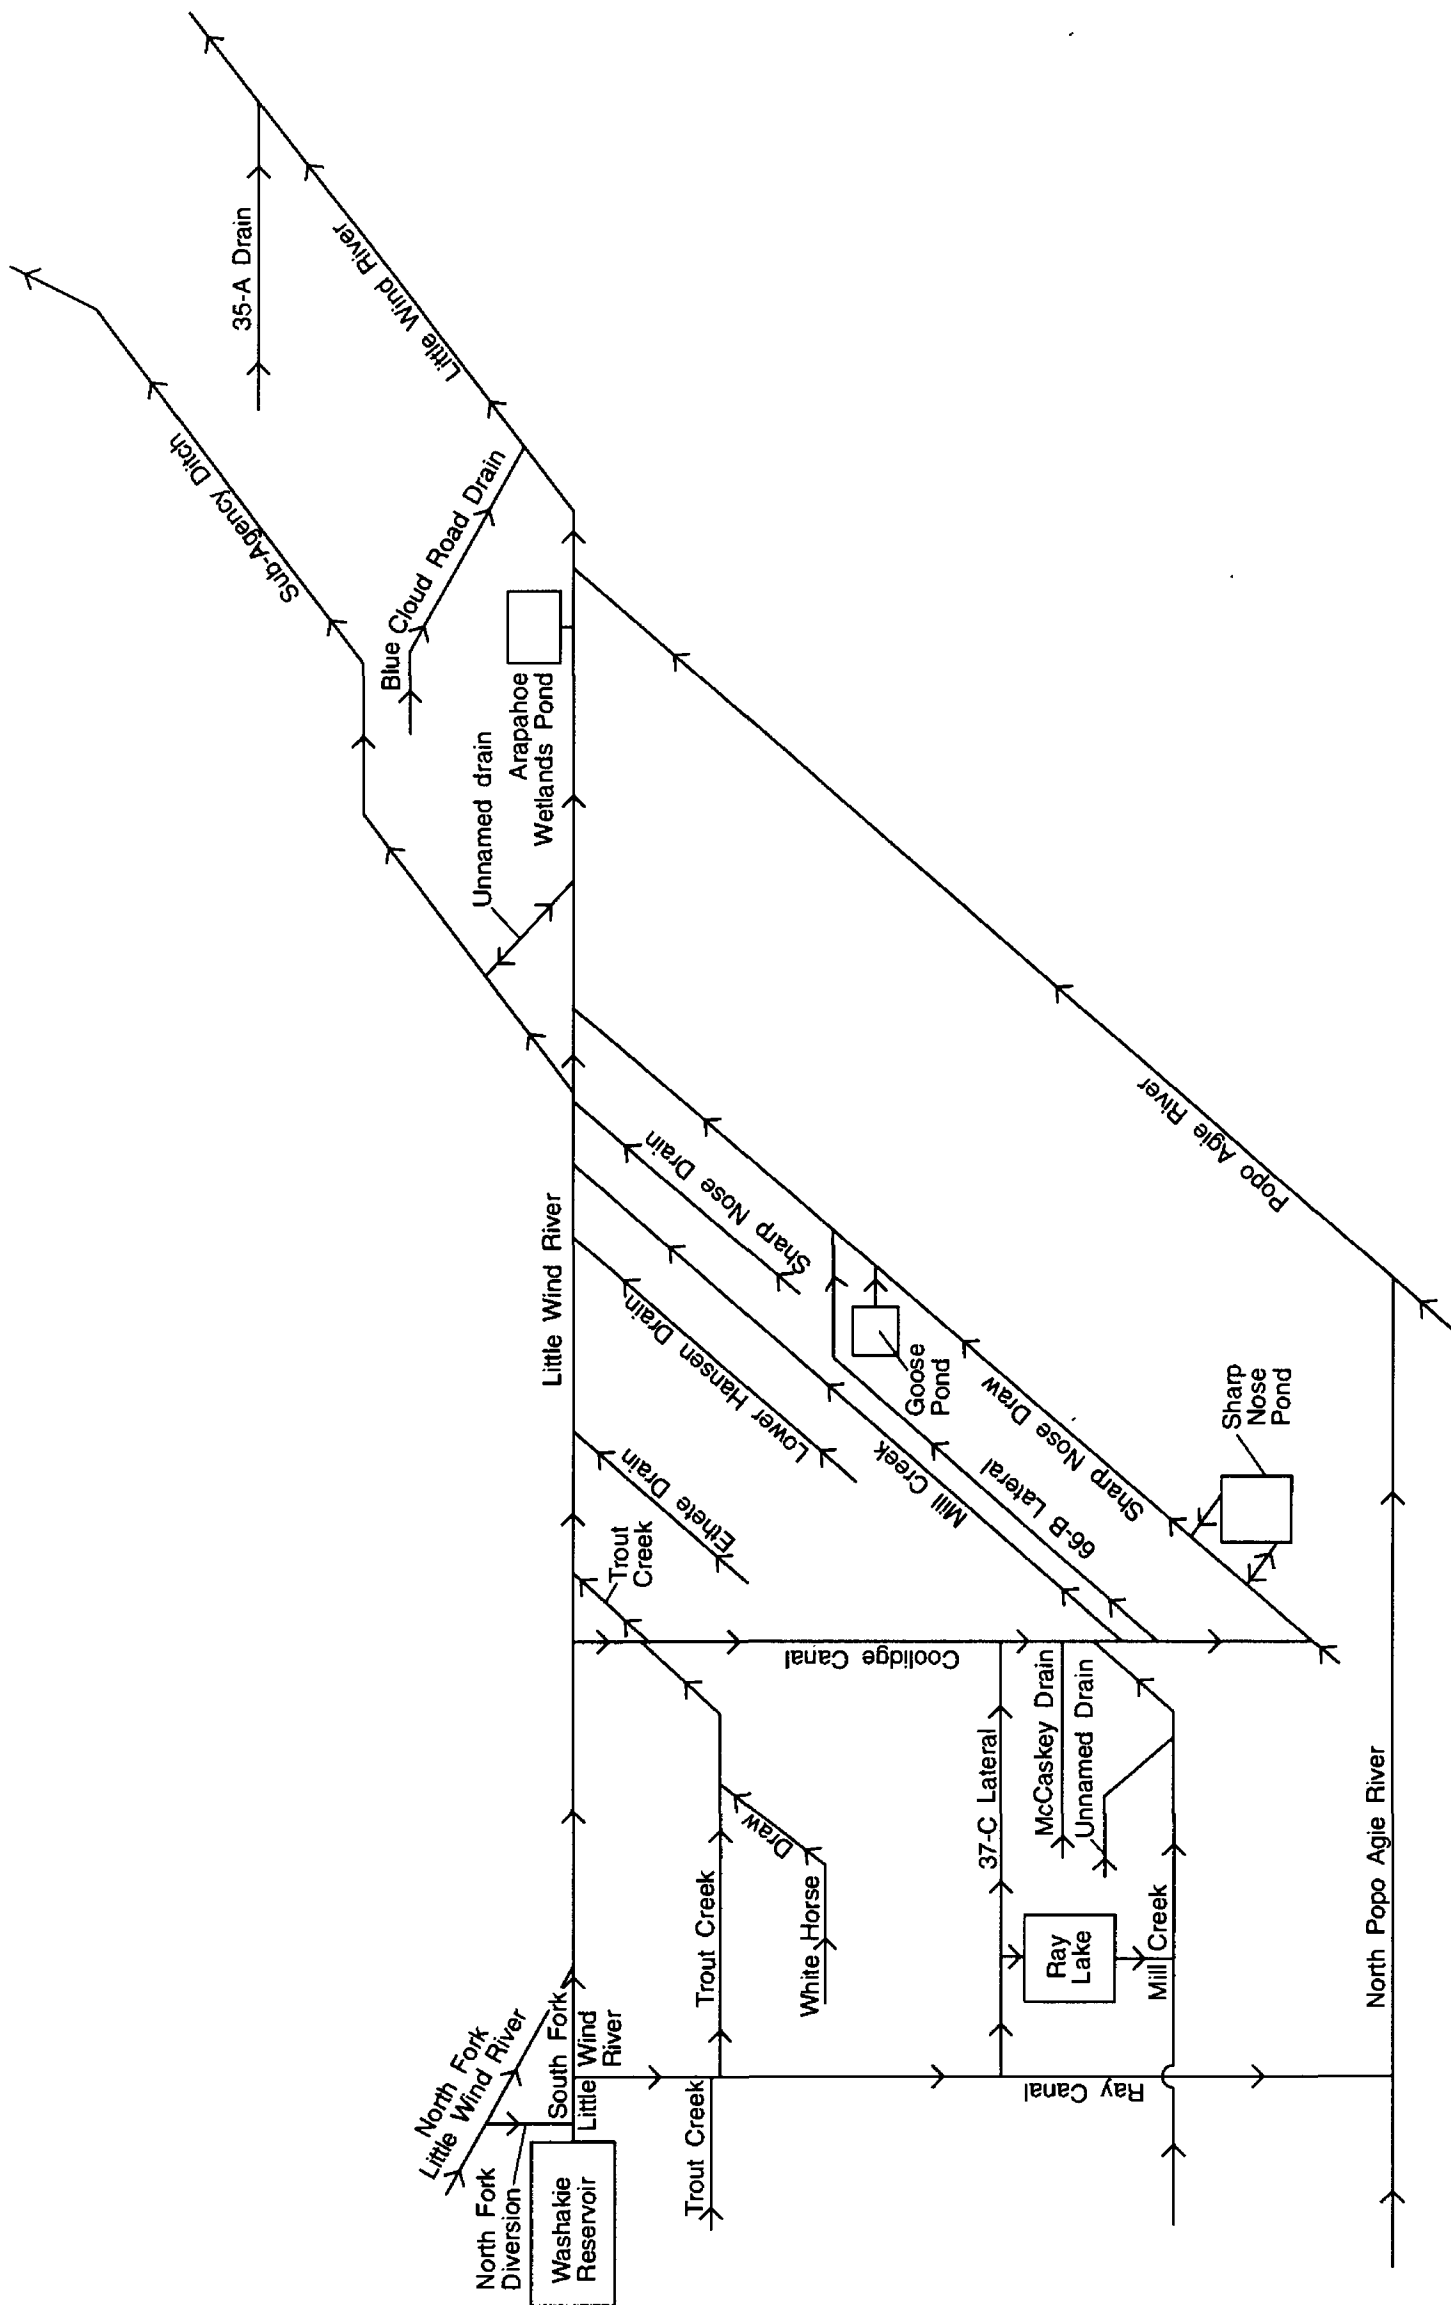 35-A Drain
Little Wind River
Sub-Agency Ditch
Blue Cloud Road Drain
Arapahoe
Wetlands Pond
Unnamed drain
Popo Agie River
Little Wind River
Sharp Nose Drain
Lower Hansen Drain
Goose
Pond
Mill Creek
66-B Lateral
Sharp Nose Draw
Sharp
Nose
Pond
Ethete Drain
Trout
Creek
Coolidge Canal
37-C Lateral
McCaskey Drain
Unnamed Drain
Trout Creek
White Horse Draw
Ray
Lake
Mill Creek
North Popo Agie River
North Fork
Little Wind River
South Fork
Little Wind
River
Ray Canal
North Fork
Diversion
Washakie
Reservoir
Trout Creek